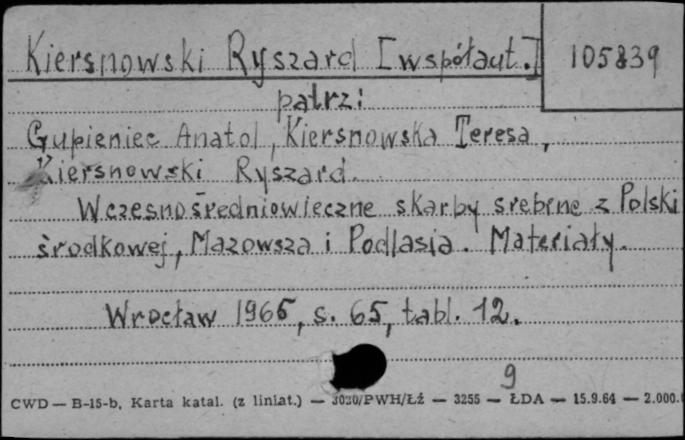 Kiersnowski Ryszard [współaut.] 105839
patrz:
Gupieniec Anatol, Kiersnowska Teresa,
Kiersnowski Ryszard.
Wczesnośredniowieczne skarby srebrne z Polski
środkowej, Mazowsza i Podlasia. Materiały.
Wrocław 1965, s. 65, tabl. 12.
9
CWD — B-15-b, Karta katal. (z liniat.) — 3030/PWH/Łź — 3255 — ŁDA — 15.9.64 — 2.000.